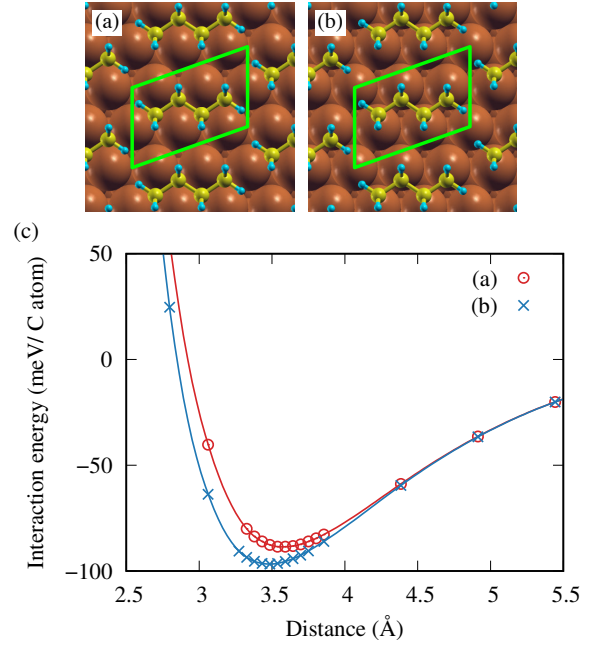 (a)
(b)
(c)
Interaction energy (meV/ C atom)
50
0
−50
−100
(a)
(b)
2.5 3 3.5 4 4.5 5 5.5
Distance (Å)